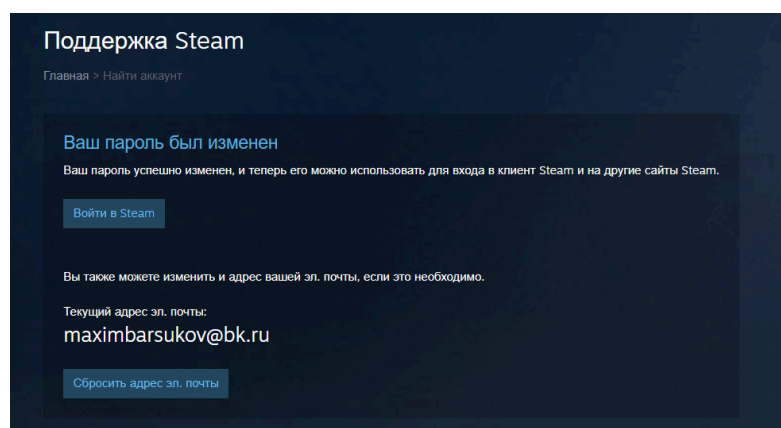 Поддержка Steam
Главная > Найти аккаунт
Ваш пароль был изменен
Ваш пароль успешно изменен, и теперь его можно использовать для входа в клиент Steam и на другие сайты Steam.
Войти в Steam
Вы также можете изменить и адрес вашей эл. почты, если это необходимо.
Текущий адрес эл. почты:
maximbarsukov@bk.ru
Сбросить адрес эл. почты